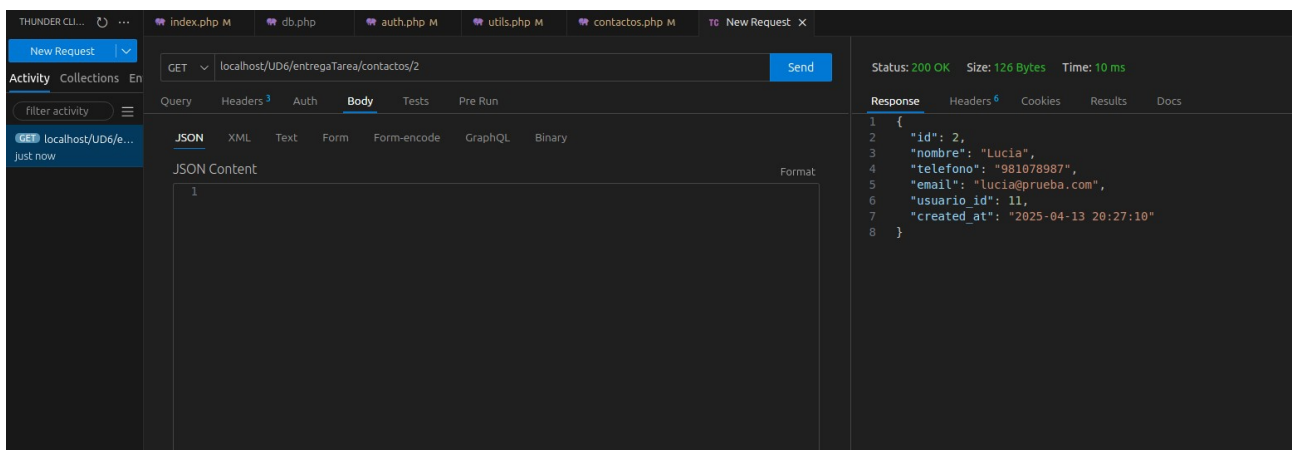 THUNDER CLI... ...
index.php M
db.php
auth.php M
utils.php M
contactos.php M
TC New Request X
New Request
Activity Collections En
filter activity
GET localhost/UD6/e...
just now
GET localhost/UD6/entregaTarea/contactos/2 Send
Query Headers 3 Auth Body Tests Pre Run
JSON XML Text Form Form-encode GraphQL Binary
JSON Content Format
1
Status: 200 OK Size: 126 Bytes Time: 10 ms
Response Headers 6 Cookies Results Docs
1 {
2 "id": 2,
3 "nombre": "Lucia",
4 "telefono": "981078987",
5 "email": "lucia@prueba.com",
6 "usuario_id": 11,
7 "created_at": "2025-04-13 20:27:10"
8 }